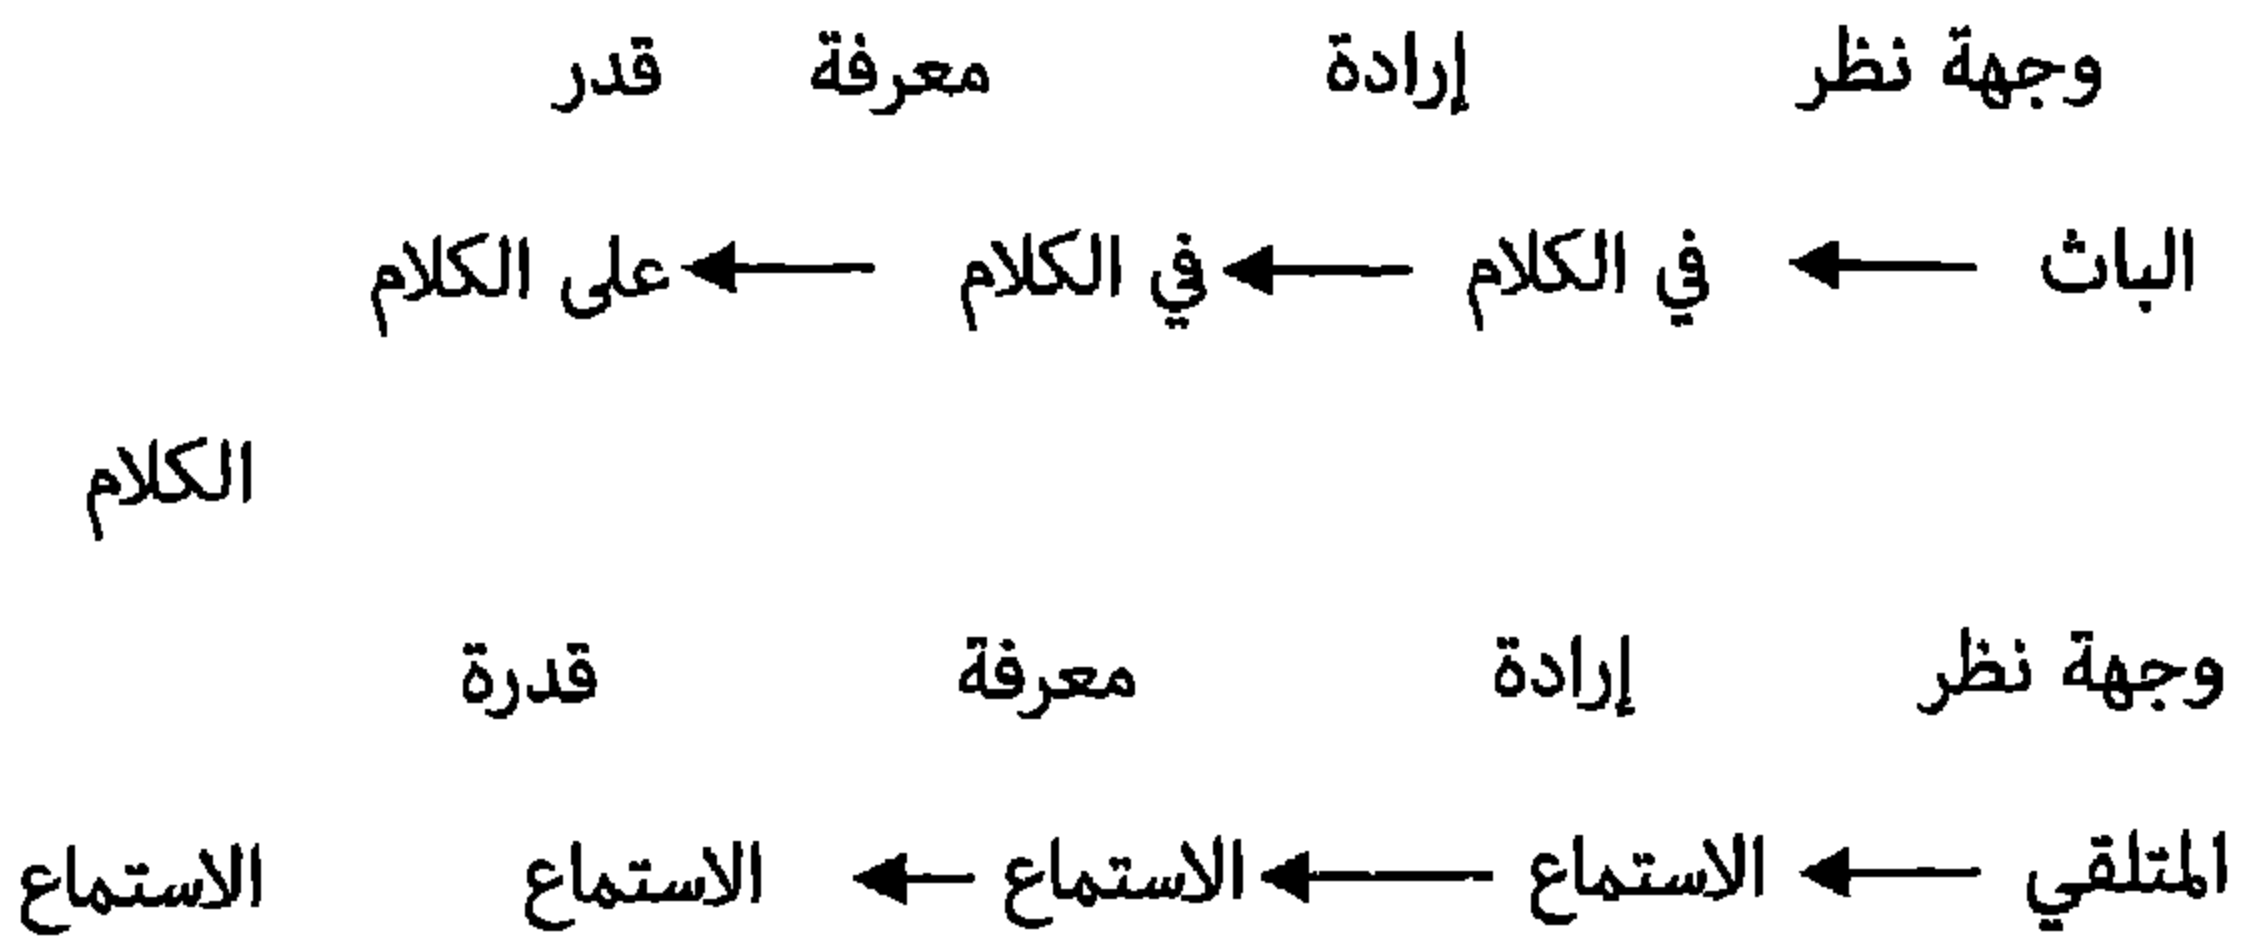 وجهة نظر إرادة معرفة قدر
الباث في الكلام في الكلام على الكلام
الكلام
وجهة نظر إرادة معرفة قدرة
المتلقي الاستماع الاستماع الاستماع الاستماع